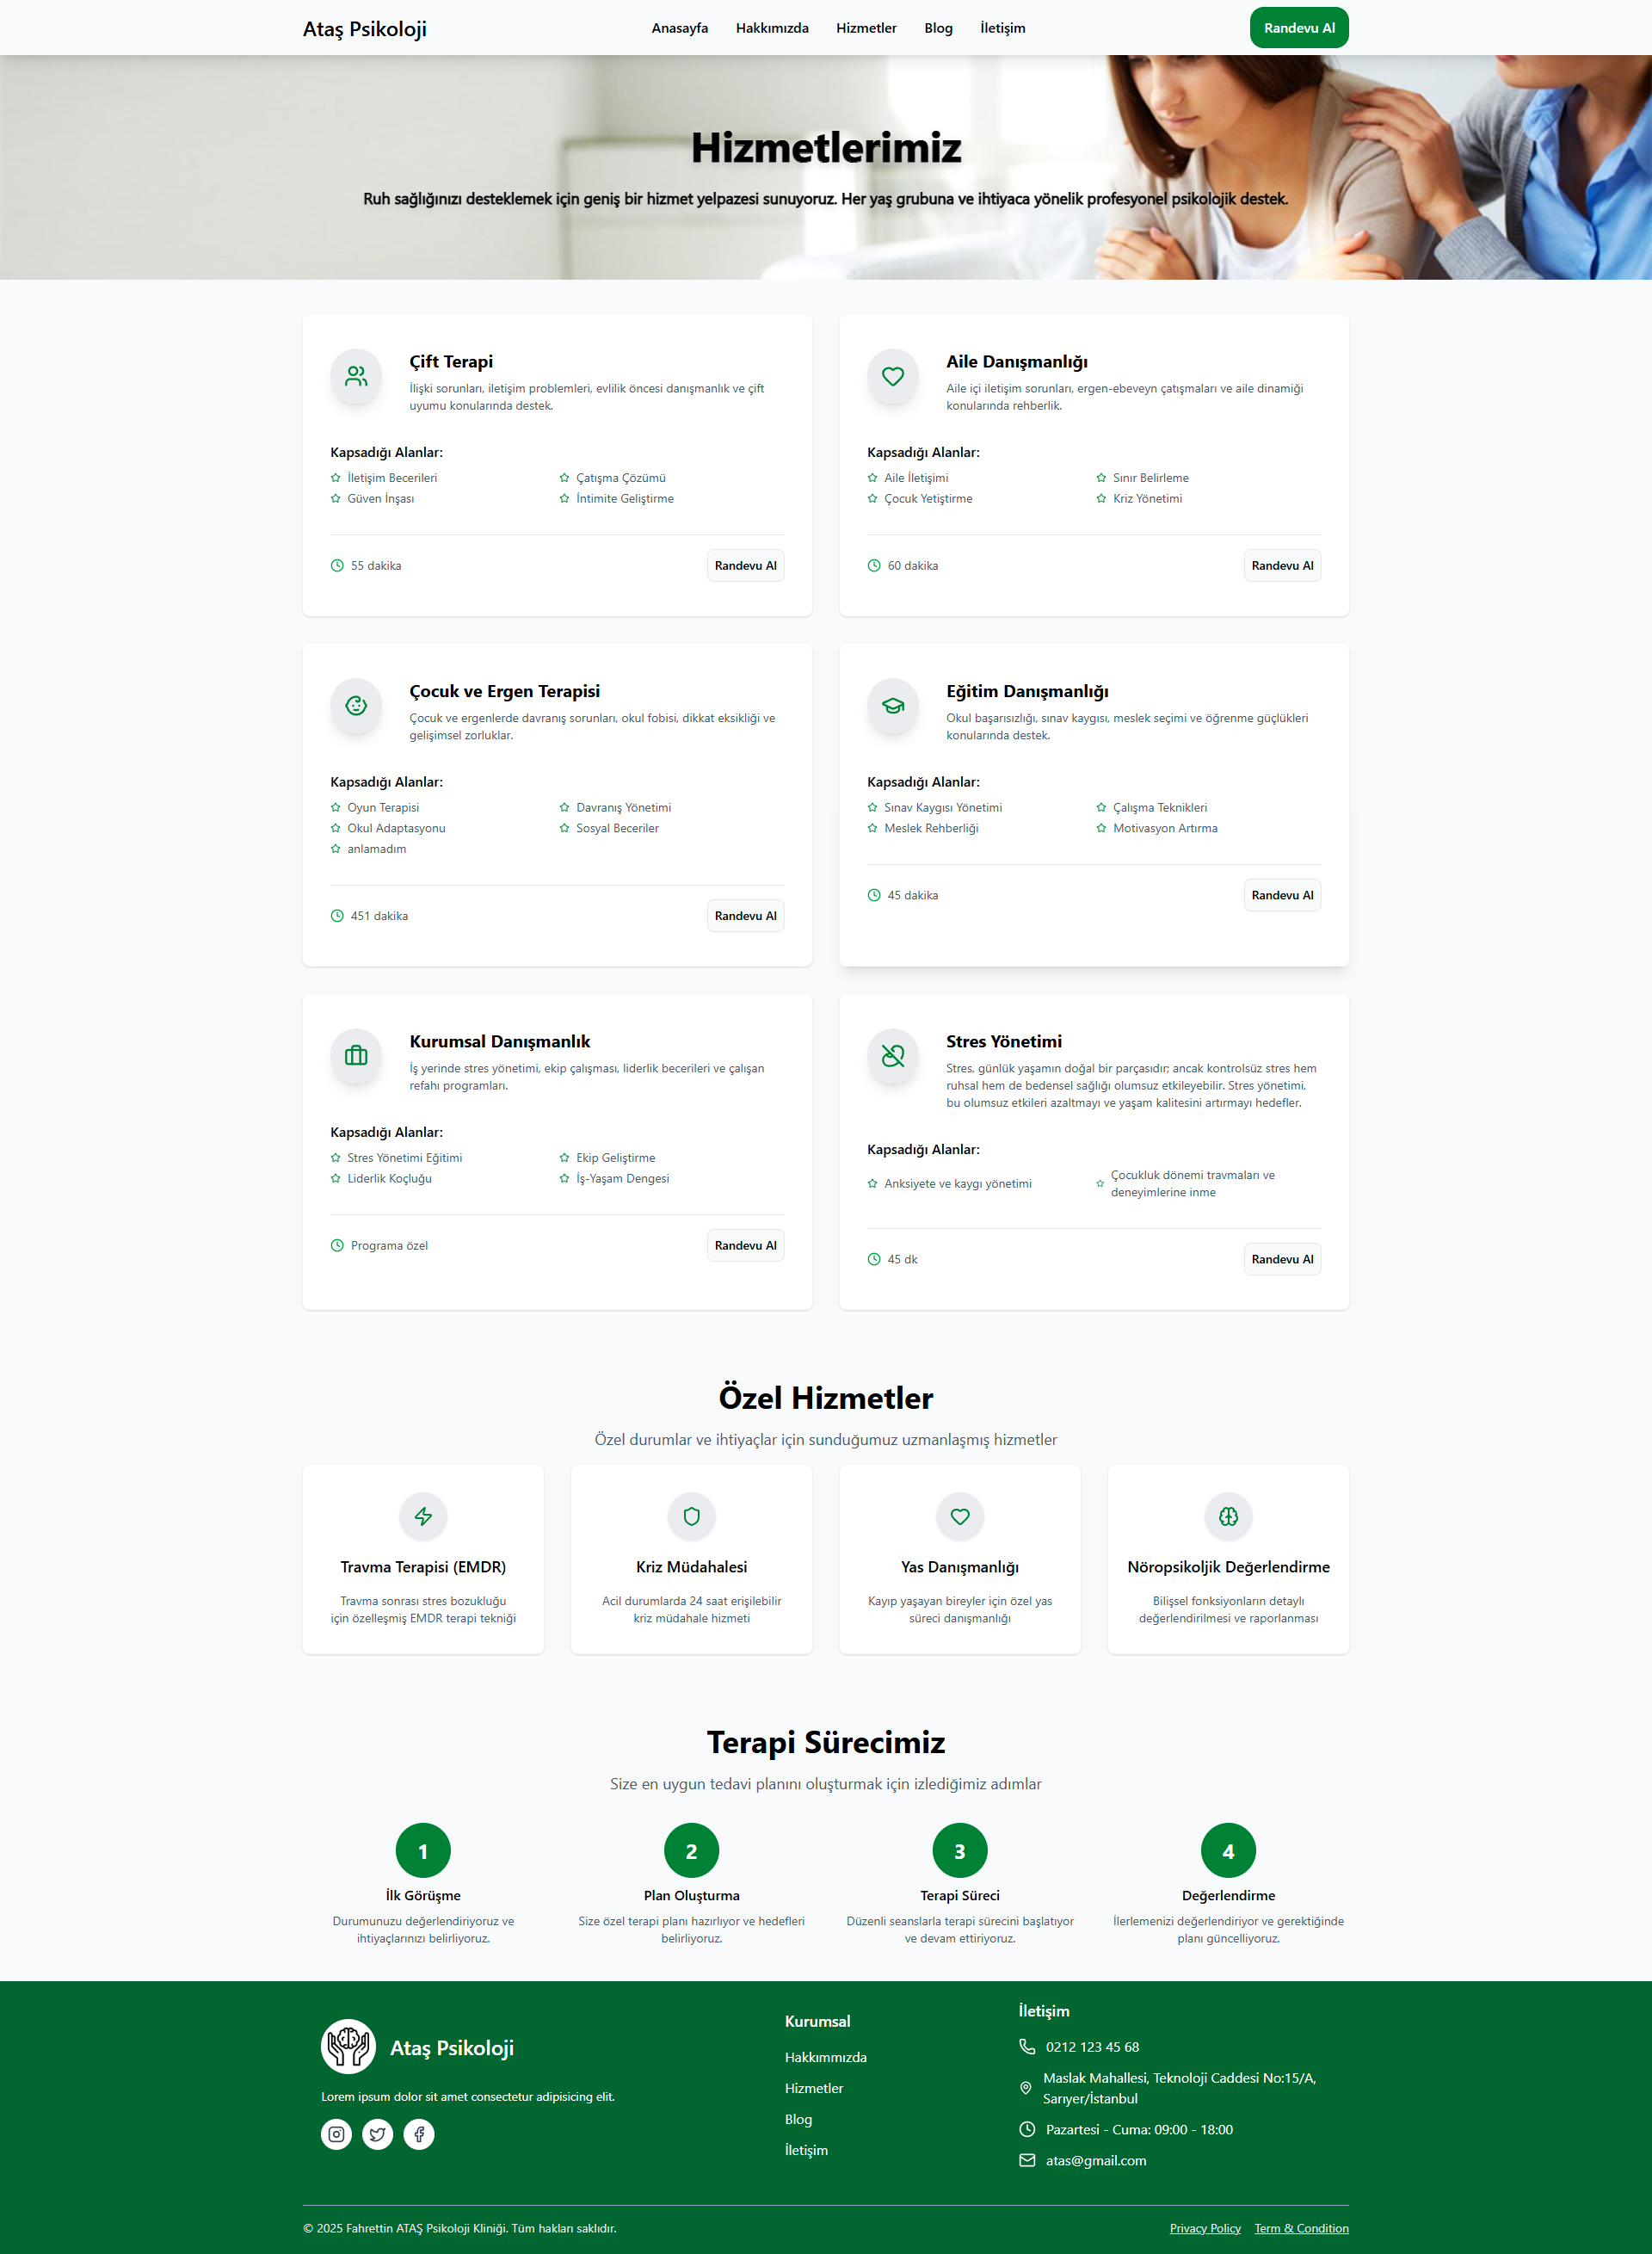 Ataş Psikoloji
Anasayfa Hakkımızda Hizmetler Blog İletişim
Randevu Al
Hizmetlerimiz
Ruh sağlığınızı desteklemek için geniş bir hizmet yelpazesi sunuyoruz. Her yaş grubuna ve ihtiyaca yönelik profesyonel psikolojik destek.
Çift Terapi
İlişki sorunları, iletişim problemleri, evlilik öncesi danışmanlık ve çift
uyumu konularında destek.
Kapsadığı Alanlar:
İletişim Becerileri
Çatışma Çözümü
Güven İnşası
İntimite Geliştirme
55 dakika
Randevu Al
Aile Danışmanlığı
Aile içi iletişim sorunları, ergen-ebeveyn çatışmaları ve aile dinamiği
konularında rehberlik.
Kapsadığı Alanlar:
Aile İletişimi
Sınır Belirleme
Çocuk Yetiştirme
Kriz Yönetimi
60 dakika
Randevu Al
Çocuk ve Ergen Terapisi
Çocuk ve ergenlerde davranış sorunları, okul fobisi, dikkat eksikliği ve
gelişimsel zorluklar.
Kapsadığı Alanlar:
Oyun Terapisi
Davranış Yönetimi
Okul Adaptasyonu
Sosyal Beceriler
anlamadım
451 dakika
Randevu Al
Eğitim Danışmanlığı
Okul başarısızlığı, sınav kaygısı, meslek seçimi ve öğrenme güçlükleri
konularında destek.
Kapsadığı Alanlar:
Sınav Kaygısı Yönetimi
Çalışma Teknikleri
Meslek Rehberliği
Motivasyon Artırma
45 dakika
Randevu Al
Kurumsal Danışmanlık
İş yerinde stres yönetimi, ekip çalışması, liderlik becerileri ve çalışan
refahı programları.
Kapsadığı Alanlar:
Stres Yönetimi Eğitimi
Ekip Geliştirme
Liderlik Koçluğu
İş-Yaşam Dengesi
Programa özel
Randevu Al
Stres Yönetimi
Stres, günlük yaşamın doğal bir parçasıdır; ancak kontrolsüz stres hem
ruhsal hem de bedensel sağlığı olumsuz etkileyebilir. Stres yönetimi,
bu olumsuz etkileri azaltmayı ve yaşam kalitesini artırmayı hedefler.
Kapsadığı Alanlar:
Anksiyete ve kaygı yönetimi
Çocukluk dönemi travmaları ve
deneyimlerine inme
45 dk
Randevu Al
Özel Hizmetler
Özel durumlar ve ihtiyaçlar için sunduğumuz uzmanlaşmış hizmetler
Travma Terapisi (EMDR)
Travma sonrası stres bozukluğu
için özelleşmiş EMDR terapi tekniği
Kriz Müdahalesi
Acil durumlarda 24 saat erişilebilir
kriz müdahale hizmeti
Yas Danışmanlığı
Kayıp yaşayan bireyler için özel yas
süreci danışmanlığı
Nöropsikoljik Değerlendirme
Bilişsel fonksiyonların detaylı
değerlendirilmesi ve raporlanması
Terapi Sürecimiz
Size en uygun tedavi planını oluşturmak için izlediğimiz adımlar
1
İlk Görüşme
Durumunuzu değerlendiriyoruz ve
ihtiyaçlarınızı belirliyoruz.
2
Plan Oluşturma
Size özel terapi planı hazırlıyor ve hedefleri
belirliyoruz.
3
Terapi Süreci
Düzenli seanslarla terapi sürecini başlatıyor
ve devam ettiriyoruz.
4
Değerlendirme
İlerlemenizi değerlendiriyor ve gerektiğinde
planı güncelliyoruz.
Ataş Psikoloji
Lorem ipsum dolor sit amet consectetur adipisicing elit.
Kurumsal
Hakkımmızda
Hizmetler
Blog
İletişim
İletişim
0212 123 45 68
Maslak Mahallesi, Teknoloji Caddesi No:15/A,
Sarıyer/İstanbul
Pazartesi - Cuma: 09:00 - 18:00
atas@gmail.com
© 2025 Fahrettin ATAŞ Psikoloji Kliniği. Tüm hakları saklıdır.
Privacy Policy Term & Condition